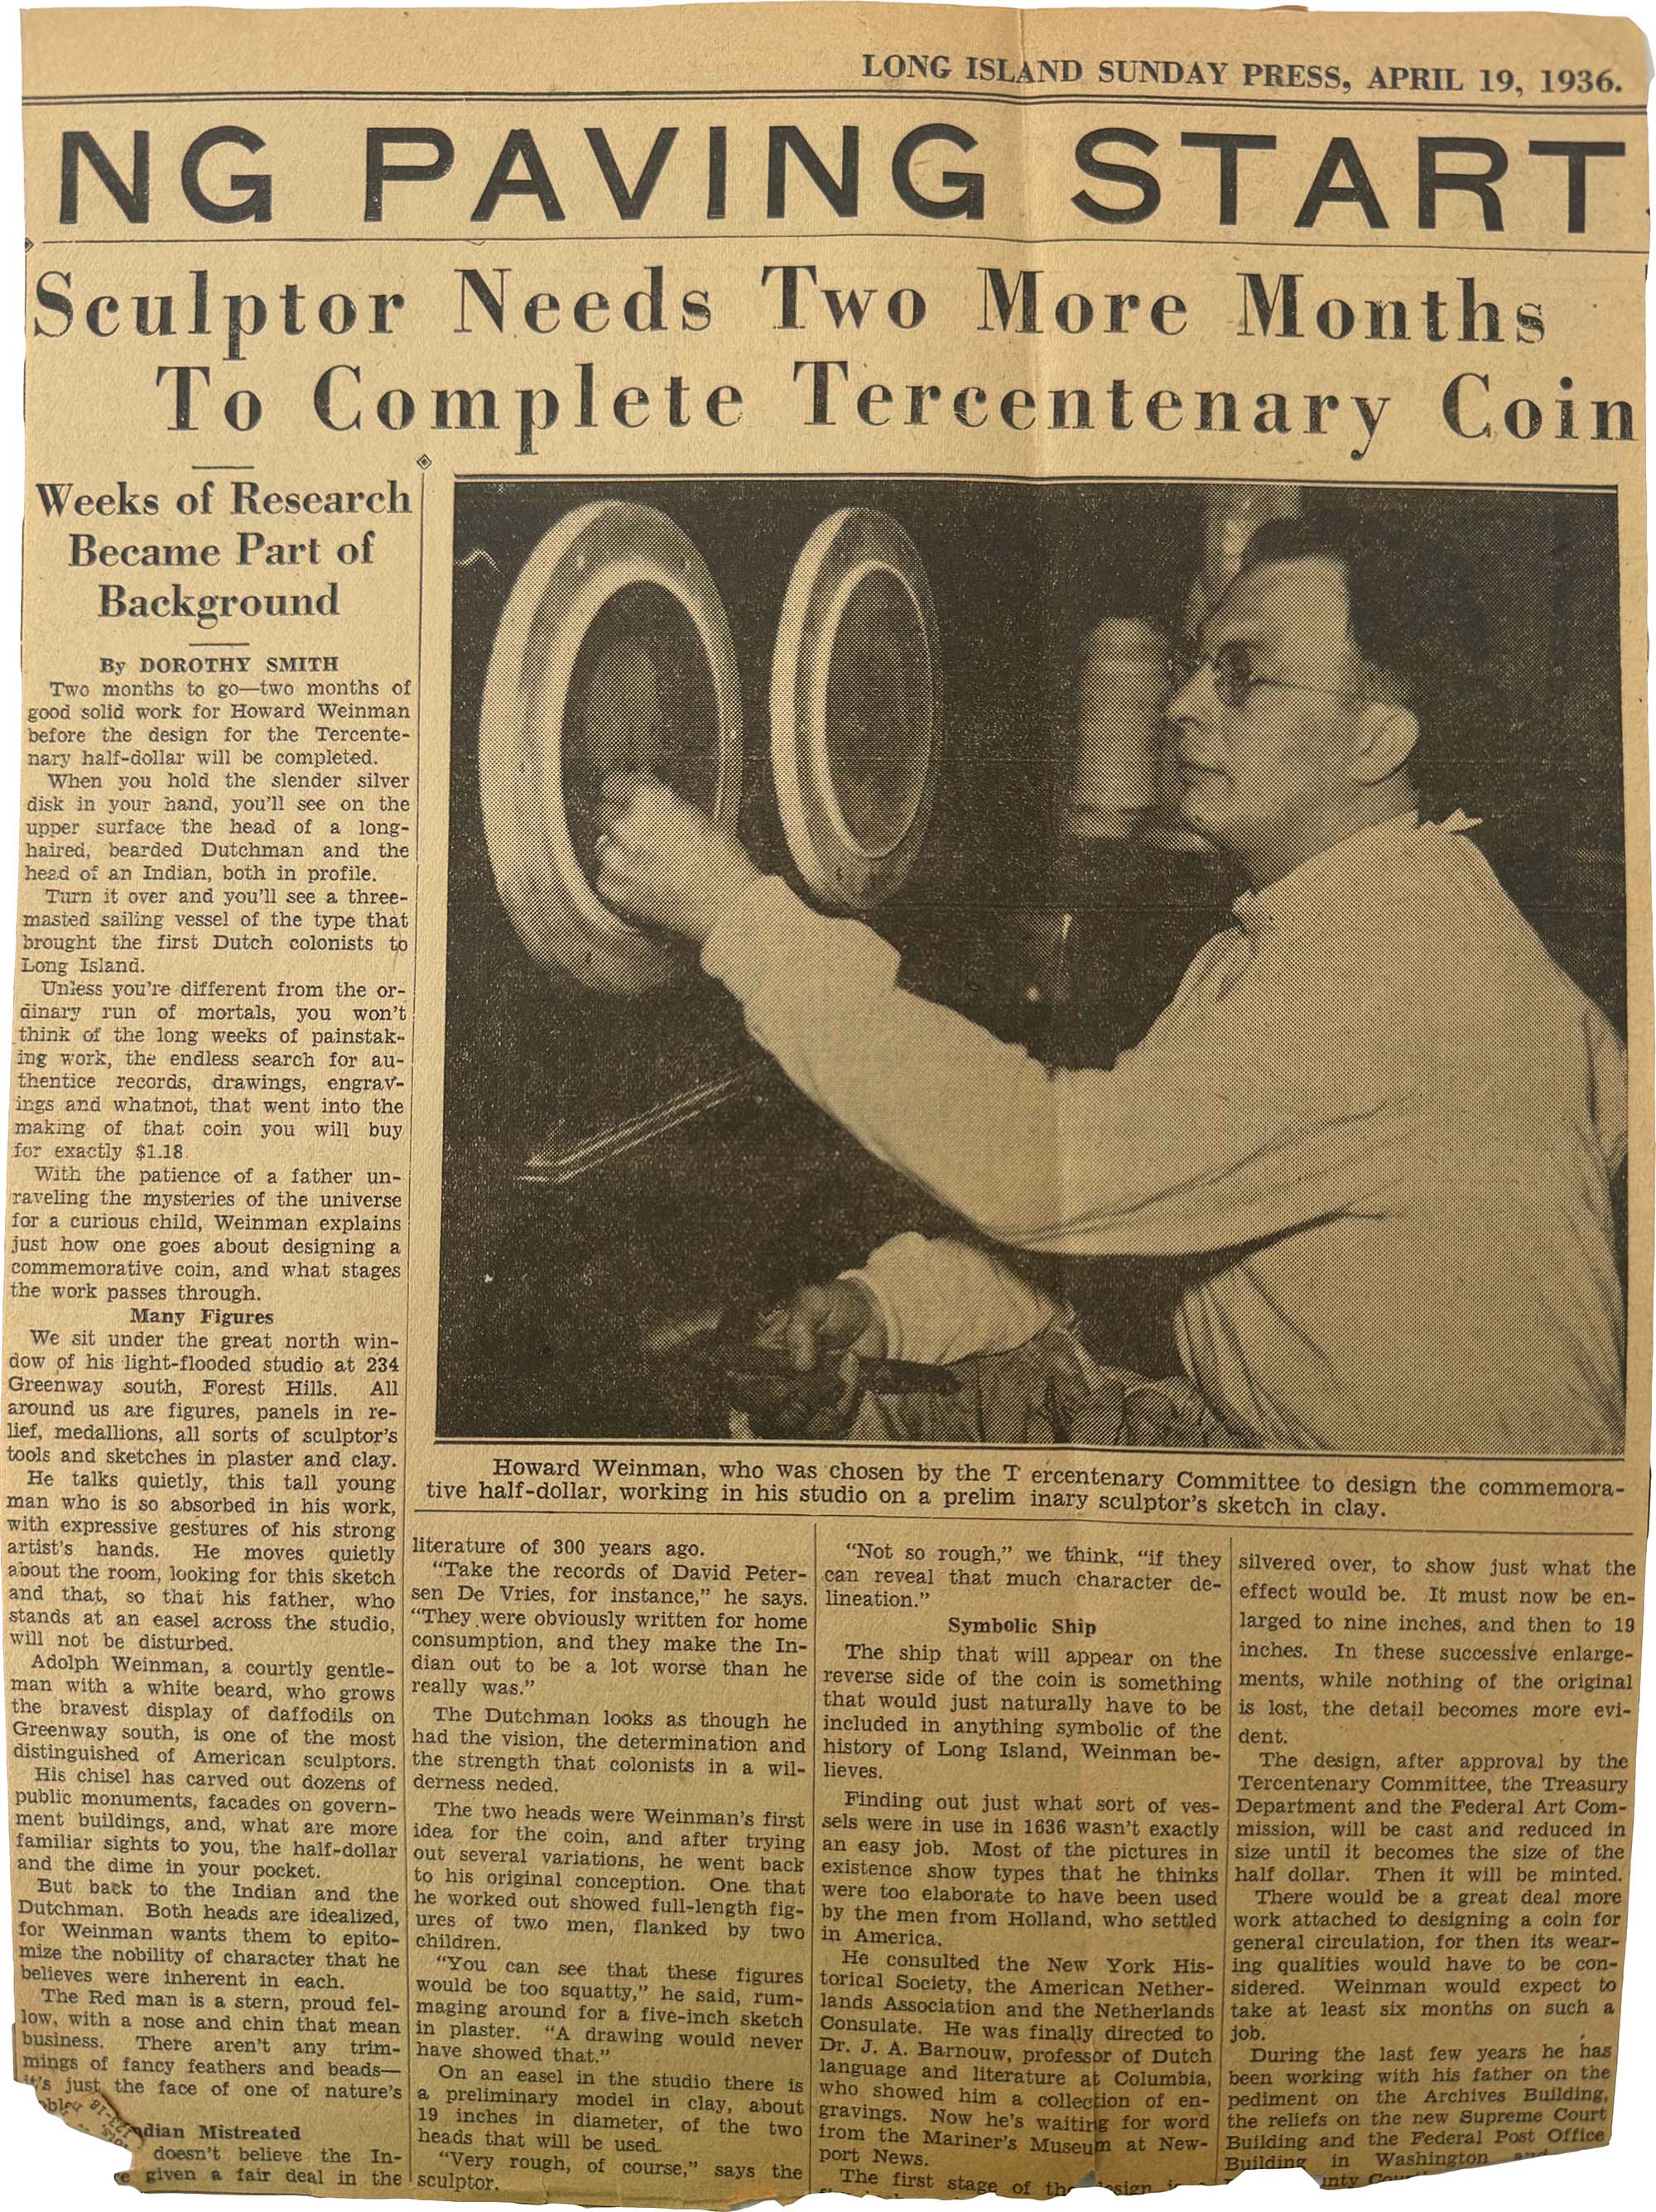 LONG ISLAND SUNDAY PRESS, APRIL 19, 1936.
NG PAVING START
Sculptor Needs Two More Months
To Complete Tercentenary Coin
Weeks of Research
Became Part of
Background
By DOROTHY SMITH
Two months to go—two months of
good solid work for Howard Weinman
before the design for the Tercente-
nary half-dollar will be completed.
When you hold the slender silver
disk in your hand, you'll see on the
upper surface the head of a long-
haired, bearded Dutchman and the
head of an Indian, both in profile.
Turn it over and you'll see a three-
masted sailing vessel of the type that
brought the first Dutch colonists to
Long Island.
Unless you're different from the or-
dinary run of mortals, you won't
think of the long weeks of painstak-
ing work, the endless search for au-
thentice records, drawings, engrav-
ings and whatnot, that went into the
making of that coin you will buy
for exactly $1.18
With the patience of a father un-
raveling the mysteries of the universe
for a curious child, Weinman explains
just how one goes about designing a
commemorative coin, and what stages
the work passes through.
Many Figures
We sit under the great north win-
dow of his light-flooded studio at 234
Greenway south, Forest Hills. All
around us are figures, panels in re-
lief, medallions, all sorts of sculptor's
tools and sketches in plaster and clay.
He talks quietly, this tall young
man who is so absorbed in his work,
with expressive gestures of his strong
artist's hands. He moves quietly
about the room, looking for this sketch
and that, so that his father, who
stands at an easel across the studio,
will not be disturbed.
Adolph Weinman, a courtly gentle-
man with a white beard, who grows
the bravest display of daffodils on
Greenway south, is one of the most
distinguished of American sculptors.
His chisel has carved out dozens of
public monuments, facades on govern-
ment buildings, and, what are more
familiar sights to you, the half-dollar
and the dime in your pocket.
But back to the Indian and the
Dutchman. Both heads are idealized,
for Weinman wants them to epito-
mize the nobility of character that he
believes were inherent in each.
The Red man is a stern, proud fel-
low, with a nose and chin that mean
business. There aren't any trim-
mings of fancy feathers and beads—
it's just the face of one of nature's
dian Mistreated
doesn't believe the In-
given a fair deal in the
Howard Weinman, who was chosen by the T ercentenary Committee to design the commemora-
tive half-dollar, working in his studio on a prelim inary sculptor's sketch in clay.
literature of 300 years ago.
"Take the records of David Peter-
sen De Vries, for instance," he says.
"They were obviously written for home
consumption, and they make the In-
dian out to be a lot worse than he
really was."
The Dutchman looks as though he
had the vision, the determination and
the strength that colonists in a wil-
derness neded.
The two heads were Weinman's first
idea for the coin, and after trying
out several variations, he went back
to his original conception. One that
he worked out showed full-length fig-
ures of two men, flanked by two
children.
"You can see that these figures
would be too squatty," he said, rum-
maging around for a five-inch sketch
in plaster. "A drawing would never
have showed that."
On an easel in the studio there is
a preliminary model in clay, about
19 inches in diameter, of the two
heads that will be used.
"Very rough, of course," says the
sculptor.
"Not so rough," we think, "if they
can reveal that much character de-
lineation."
Symbolic Ship
The ship that will appear on the
reverse side of the coin is something
that would just naturally have to be
included in anything symbolic of the
history of Long Island, Weinman be-
lieves.
Finding out just what sort of ves-
sels were in use in 1636 wasn't exactly
an easy job. Most of the pictures in
existence show types that he thinks
were too elaborate to have been used
by the men from Holland, who settled
in America.
He consulted the New York His-
torical Society, the American Nether-
lands Association and the Netherlands
Consulate. He was finally directed to
Dr. J. A. Barnouw, professor of Dutch
language and literature at Columbia,
who showed him a collection of en-
gravings. Now he's waiting for word
from the Mariner's Museum at New-
port News.
The first stage of the
silvered over, to show just what the
effect would be. It must now be en-
larged to nine inches, and then to 19
inches. In these successive enlarge-
ments, while nothing of the original
is lost, the detail becomes more evi-
dent.
The design, after approval by the
Tercentenary Committee, the Treasury
Department and the Federal Art Com-
mission, will be cast and reduced in
size until it becomes the size of the
half dollar. Then it will be minted.
There would be a great deal more
work attached to designing a coin for
general circulation, for then its wear-
ing qualities would have to be con-
sidered. Weinman would expect to
take at least six months on such a
job.
During the last few years he has
been working with his father on the
pediment on the Archives Building,
the reliefs on the new Supreme Court
Building and the Federal Post Office
Building in Washington